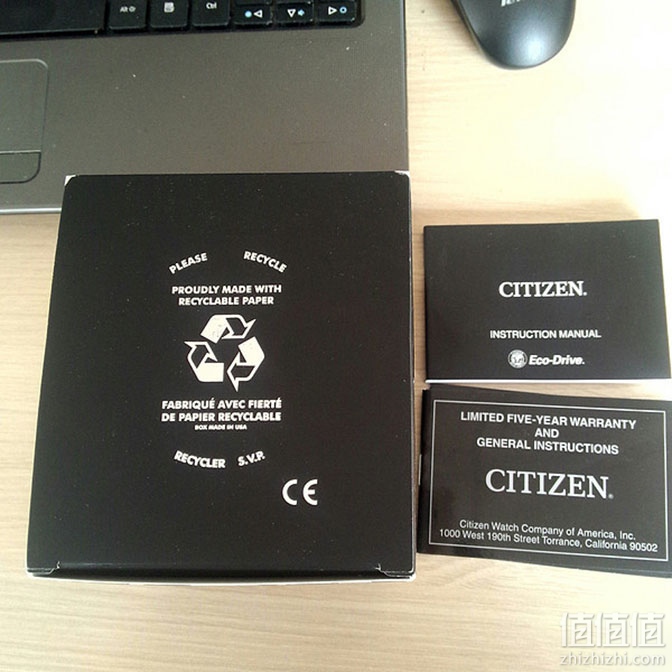 Alt Gr
Ctrl
PLEASE RECYCLE
PROUDLY MADE WITH
RECYCLABLE PAPER
FABRIQUÉ AVEC FIERTÉ
DE PAPIER RECYCLABLE
BOX MADE IN USA
RECYCLER S.V.P.
CE
CITIZEN®
INSTRUCTION MANUAL
Eco-Drive®
LIMITED FIVE-YEAR WARRANTY
AND
GENERAL INSTRUCTIONS
CITIZEN®
Citizen Watch Company of America, Inc.
1000 West 190th Street Torrance, California 90502
值值值
zhizhizhi.com